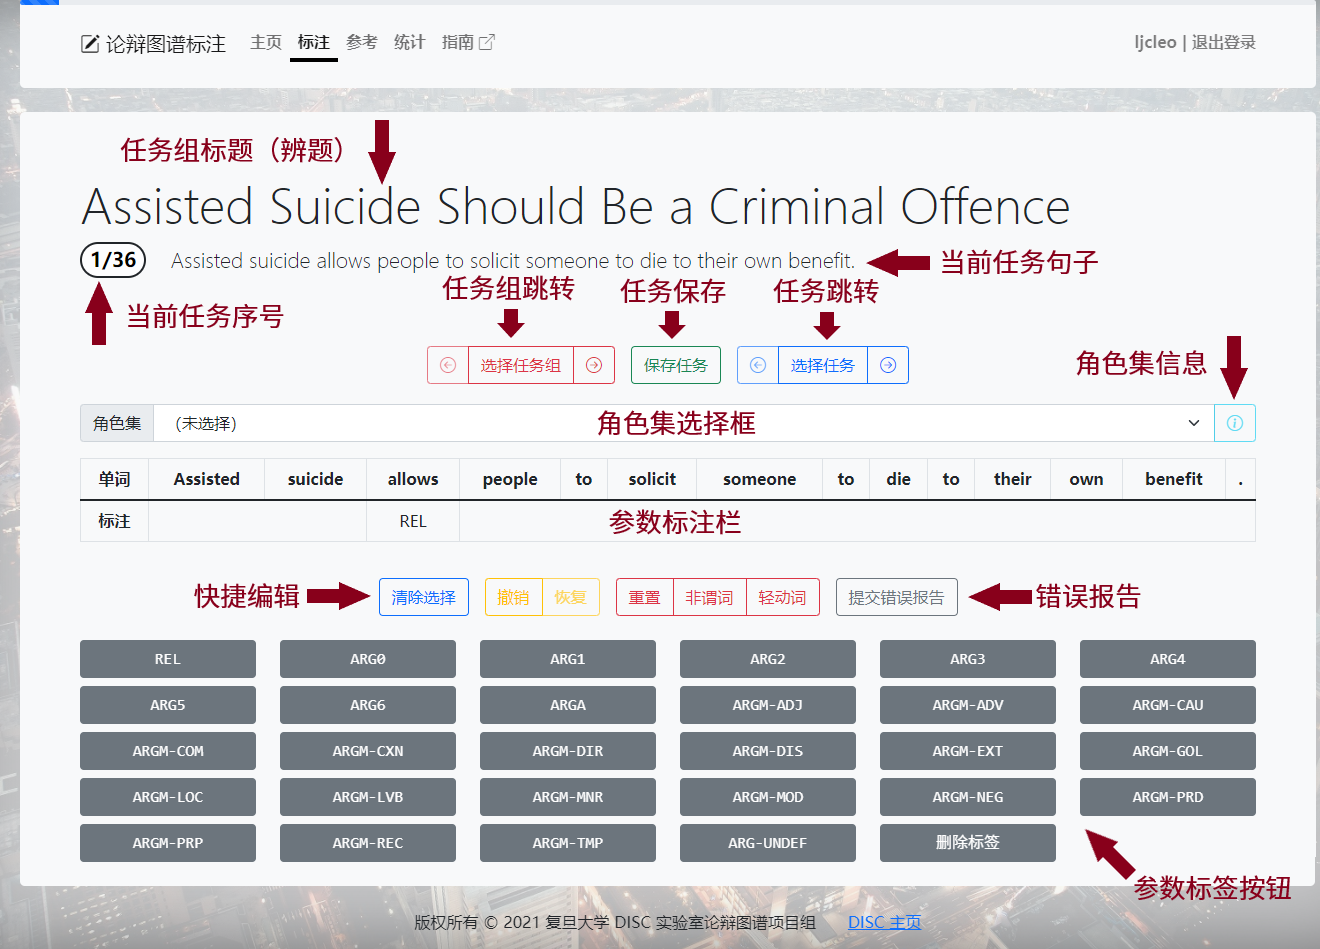 论辩图谱标注 主页 标注 参考 统计 指南 ljcleo | 退出登录
任务组标题（辨题）
Assisted Suicide Should Be a Criminal Offence
1/36 Assisted suicide allows people to solicit someone to die to their own benefit. 当前任务句子
当前任务序号 任务组跳转 任务保存 任务跳转
选择任务组 保存任务 选择任务
角色集信息
角色集 （未选择） 角色集选择框
单词 Assisted suicide allows people to solicit someone to die to their own benefit .
标注 REL 参数标注栏
快捷编辑 清除选择 撤销 恢复 重置 非谓词 轻动词 提交错误报告 错误报告
REL ARG0 ARG1 ARG2 ARG3 ARG4
ARG5 ARG6 ARGA ARGM-ADJ ARGM-ADV ARGM-CAU
ARGM-COM ARGM-CXN ARGM-DIR ARGM-DIS ARGM-EXT ARGM-GOL
ARGM-LOC ARGM-LVB ARGM-MNR ARGM-MOD ARGM-NEG ARGM-PRD
ARGM-PRP ARGM-REC ARGM-TMP ARG-UNDEF 删除标签
参数标签按钮
版权所有 © 2021 复旦大学 DISC 实验室论辩图谱项目组 DISC 主页